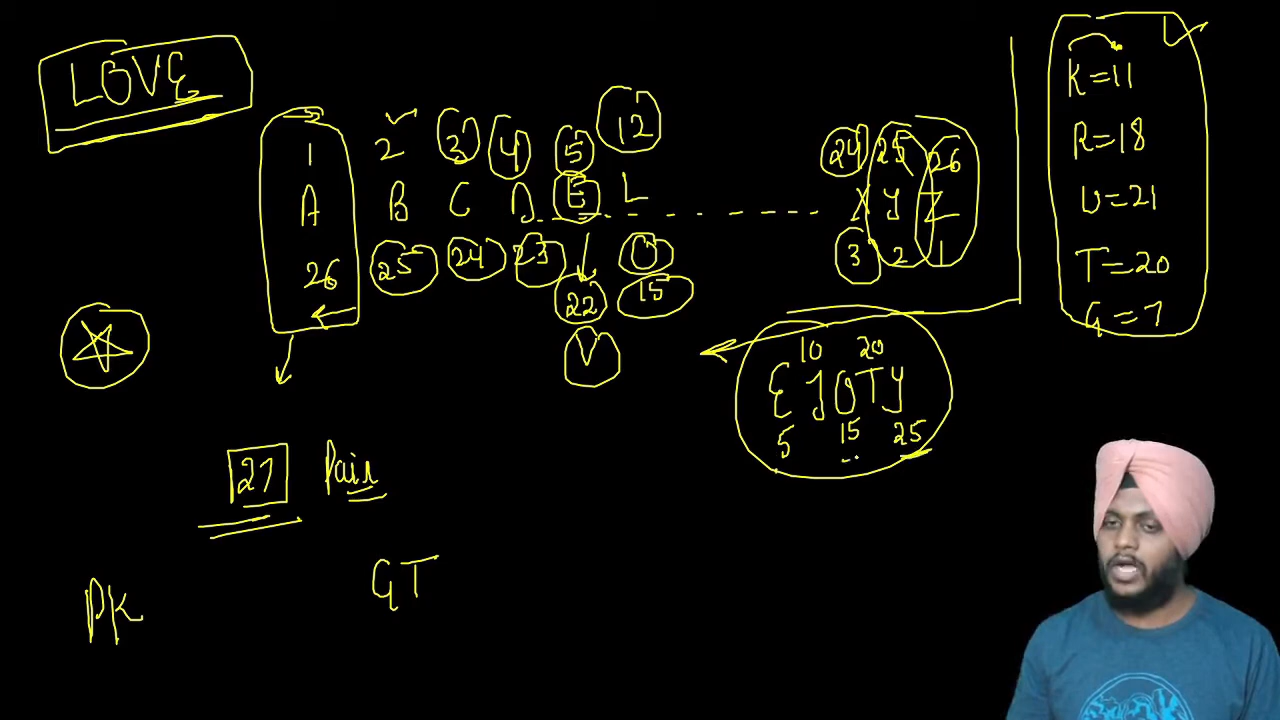 LOVE
1 2 3 4 5 12 24 25 26
A B C D E L X Y Z
26 25 24 23 22 O 15 3 2 1
V
K=11
R=18
U=21
T=20
G=7
10 20
EJOTY
5 15 25
27 Pair
PK GT